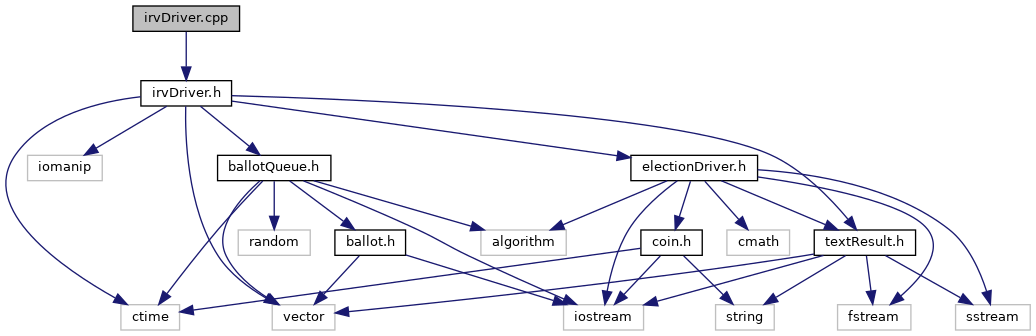 irvDriver.cpp
irvDriver.h
iomanip
ballotQueue.h
electionDriver.h
random
ballot.h
algorithm
coin.h
cmath
textResult.h
ctime
vector
iostream
string
fstream
sstream